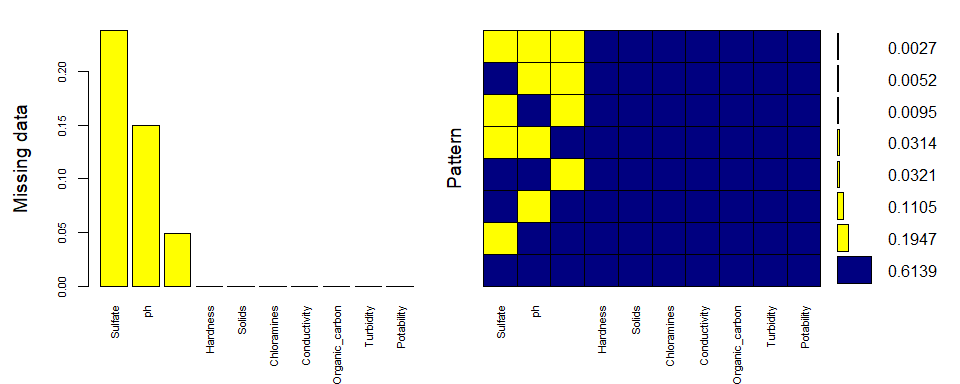 Missing data
0.00 0.05 0.10 0.15 0.20
Sulfate
ph
Hardness
Solids
Chloramines
Conductivity
Organic_carbon
Turbidity
Potability
Pattern
Sulfate
ph
Hardness
Solids
Chloramines
Conductivity
Organic_carbon
Turbidity
Potability
0.0027
0.0052
0.0095
0.0314
0.0321
0.1105
0.1947
0.6139